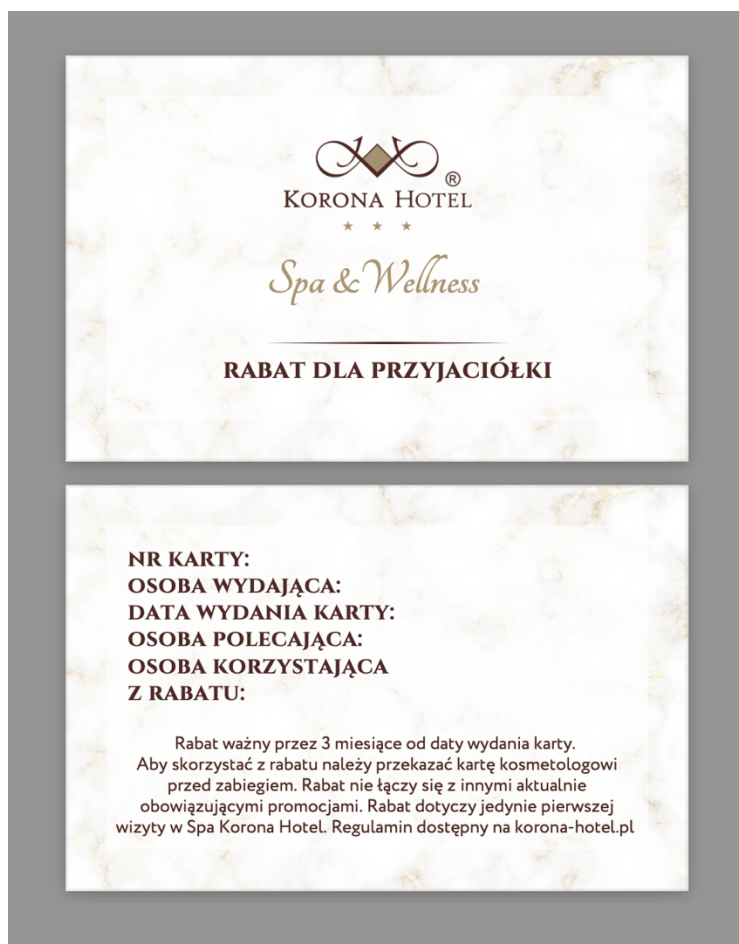 ®
KORONA HOTEL
Spa & Wellness
RABAT DLA PRZYJACIÓŁKI
NR KARTY:
OSOBA WYDAJĄCA:
DATA WYDANIA KARTY:
OSOBA POLECAJĄCA:
OSOBA KORZYSTAJĄCA
Z RABATU:
Rabat ważny przez 3 miesiące od daty wydania karty.
Aby skorzystać z rabatu należy przekazać kartę kosmetologowi
przed zabiegiem. Rabat nie łączy się z innymi aktualnie
obowiązującymi promocjami. Rabat dotyczy jedynie pierwszej
wizyty w Spa Korona Hotel. Regulamin dostępny na korona-hotel.pl